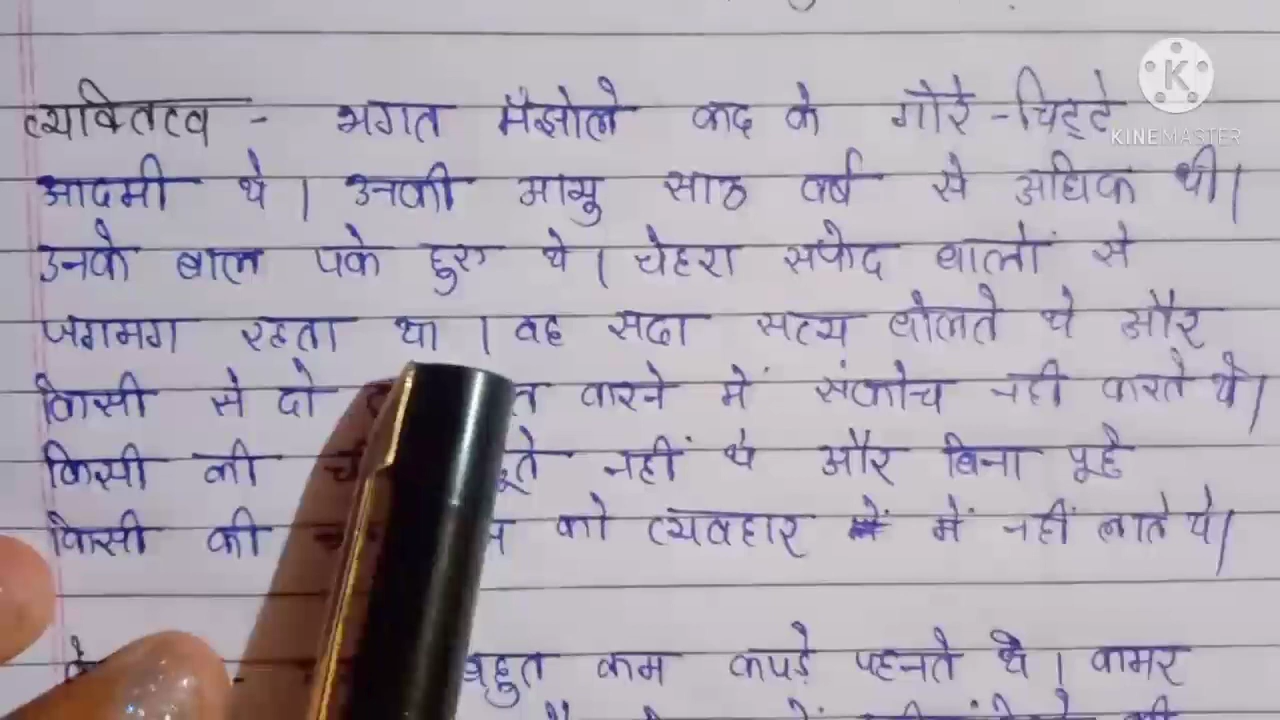 K
KINEMASTER
व्यक्तित्व - भगत मँझोले कद के गोरे-चिट्टे
आदमी थे। उनकी आयु साठ वर्ष से अधिक थी।
उनके बाल पके हुए थे। चेहरा सफेद बालों से
जगमग रहता था। वह सदा सत्य बोलते थे और
किसी से दो करने में संकोच नही करते थे।
किसी की नहीं थे और बिना पूछे
किसी की को व्यवहार में नहीं लाते थे।
बहुत कम कपड़े पहनते थे। कमर